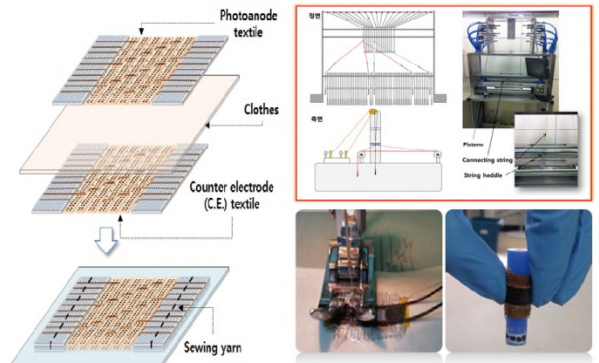 Photoanode
textile
Clothes
Counter electrode
(C.E.) textile
Sewing yarn
정면
측면
Pistons
Connecting string
String heddle